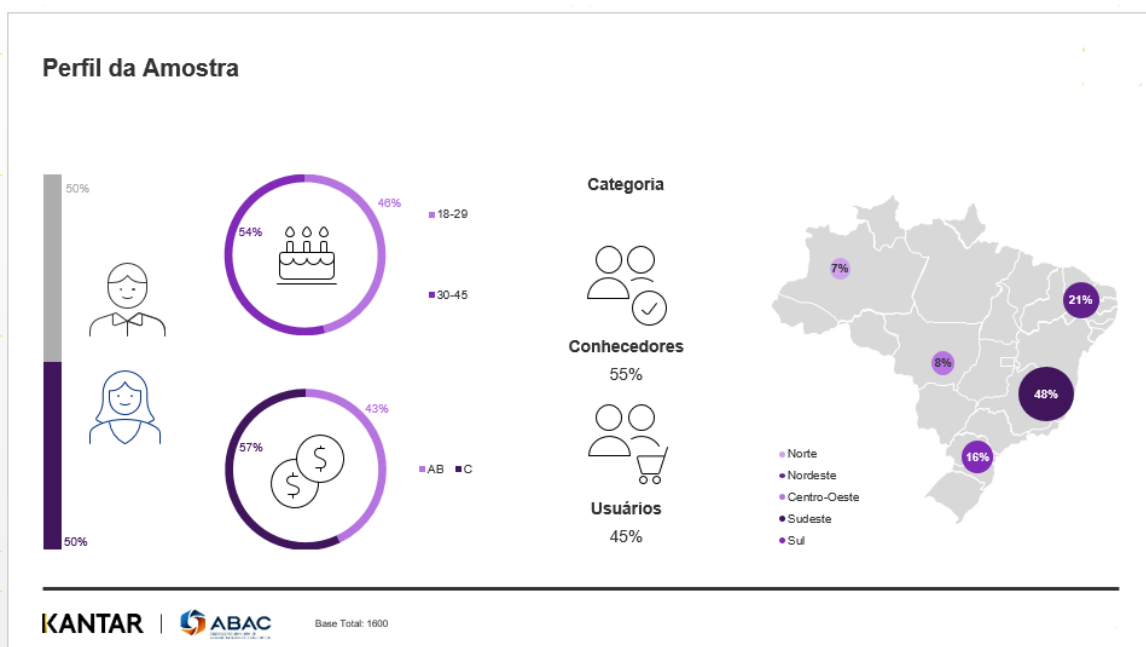 Perfil da Amostra
50%
50%
46%
54%
18-29
30-45
43%
57%
$
$
AB
C
Categoria
Conhecedores
55%
Usuários
45%
7%
21%
8%
48%
16%
Norte
Nordeste
Centro-Oeste
Sudeste
Sul
KANTAR
ABAC
Base Total: 1600